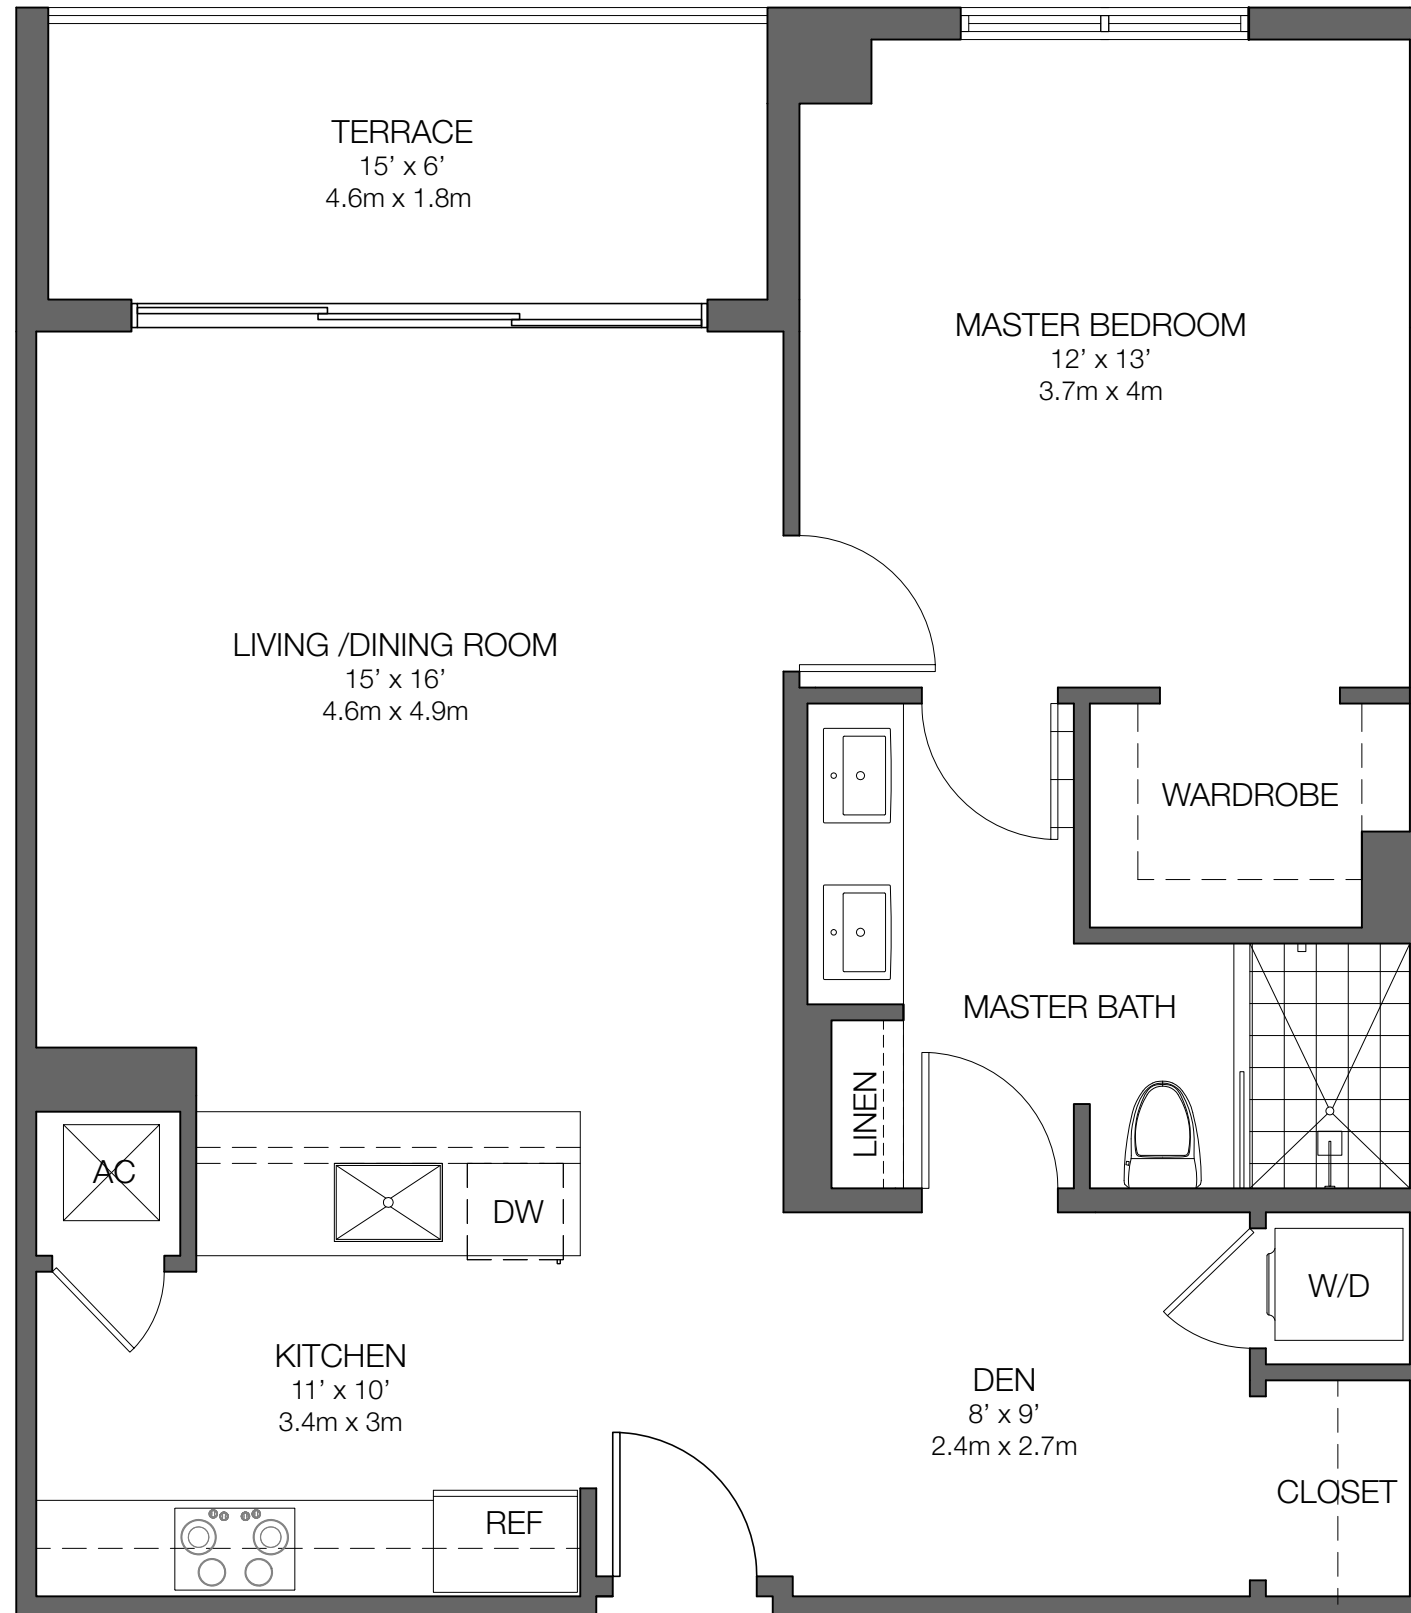 TERRACE
15’ x 6’
4.6m x 1.8m
MASTER BEDROOM
12’ x 13’
3.7m x 4m
LIVING /DINING ROOM
15’ x 16’
4.6m x 4.9m
WARDROBE
MASTER BATH
LINEN
AC
DW
W/D
KITCHEN
11’ x 10’
3.4m x 3m
DEN
8’ x 9’
2.4m x 2.7m
CLOSET
REF